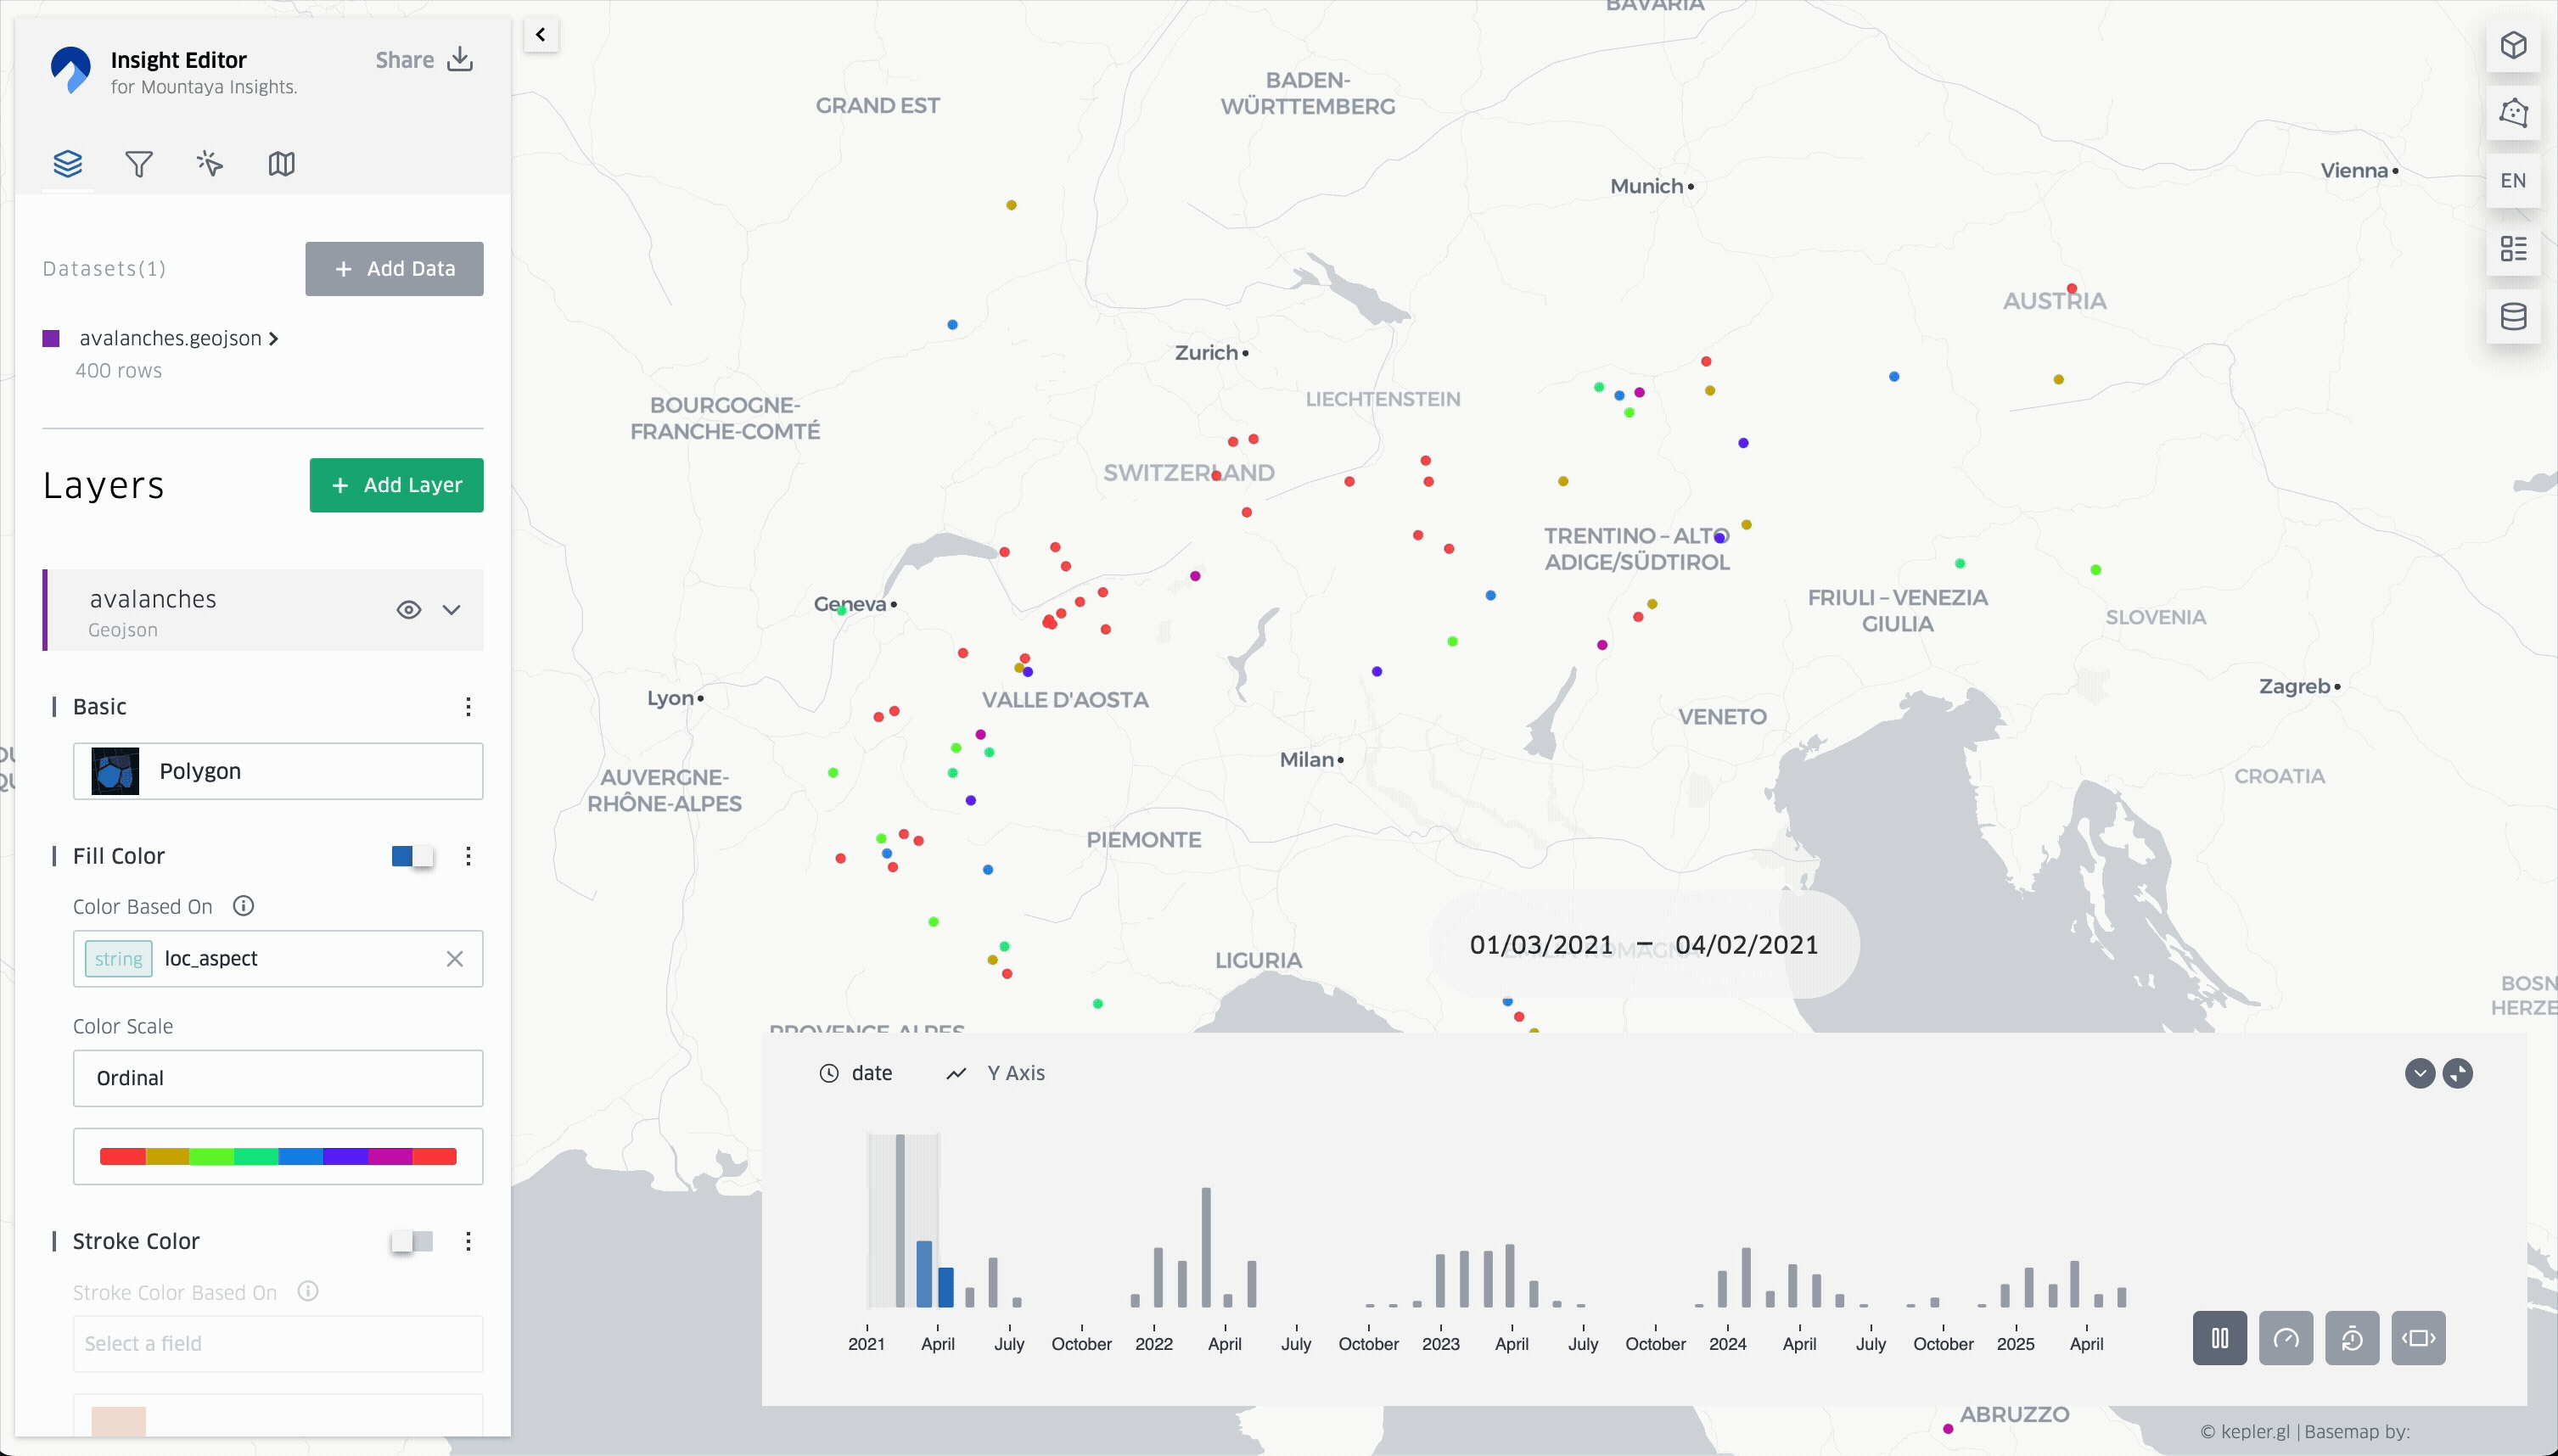 Insight Editor
for Mountaya Insights.
Share
Datasets(1)
+ Add Data
avalanches.geojson
400 rows
Layers
+ Add Layer
avalanches
Geojson
Basic
Polygon
Fill Color
Color Based On
string loc_aspect
Color Scale
Ordinal
Stroke Color
Stroke Color Based On
Select a field
BAVARIA
GRAND EST
BADEN-
WÜRTTEMBERG
Munich
Vienna
EN
AUSTRIA
Zurich
LIECHTENSTEIN
BOURGOGNE-
FRANCHE-COMTÉ
SWITZERLAND
TRENTINO – ALTO
ADIGE/SÜDTIROL
Geneva
FRIULI – VENEZIA
GIULIA
SLOVENIA
Lyon
VALLE D'AOSTA
VENETO
Zagreb
Milan
AUVERGNE-
RHÔNE-ALPES
CROATIA
PIEMONTE
LIGURIA
01/03/2021 – 04/02/2021
EMILIA ROMAGNA
BOSN
HERZE
PROVENCE-ALPES
date
Y Axis
2021 April July October 2022 April July October 2023 April July October 2024 April July October 2025 April
ABRUZZO
© kepler.gl | Basemap by: